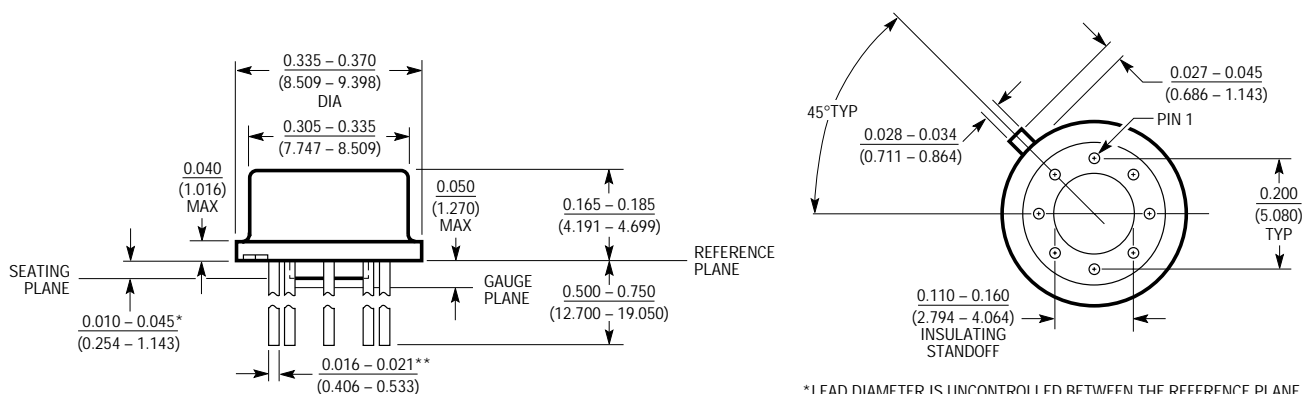 0.335 – 0.370
(8.509 – 9.398)
DIA
0.305 – 0.335
(7.747 – 8.509)
0.040
(1.016)
MAX
0.050
(1.270)
MAX
0.165 – 0.185
(4.191 – 4.699)
REFERENCE
PLANE
SEATING
PLANE
GAUGE
PLANE
0.500 – 0.750
(12.700 – 19.050)
0.010 – 0.045*
(0.254 – 1.143)
0.016 – 0.021**
(0.406 – 0.533)
45°TYP
0.028 – 0.034
(0.711 – 0.864)
0.027 – 0.045
(0.686 – 1.143)
PIN 1
0.200
(5.080)
TYP
0.110 – 0.160
(2.794 – 4.064)
INSULATING
STANDOFF
*LEAD DIAMETER IS UNCONTROLLED BETWEEN THE REFERENCE PLANE